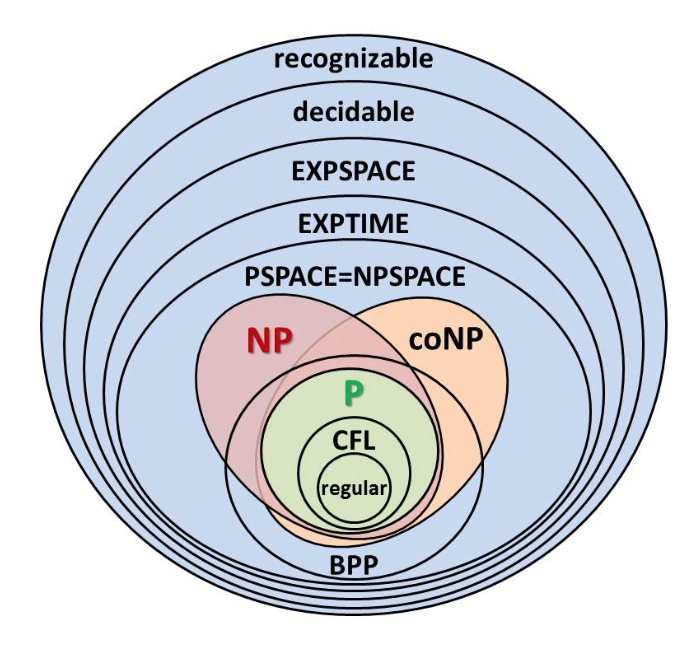 recognizable
decidable
EXPSPACE
EXPTIME
PSPACE=NPSPACE
NP
coNP
P
CFL
regular
BPP